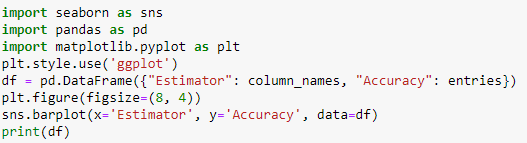 import seaborn as sns
import pandas as pd
import matplotlib.pyplot as plt
plt.style.use('ggplot')
df = pd.DataFrame({"Estimator": column_names, "Accuracy": entries})
plt.figure(figsize=(8, 4))
sns.barplot(x='Estimator', y='Accuracy', data=df)
print(df)